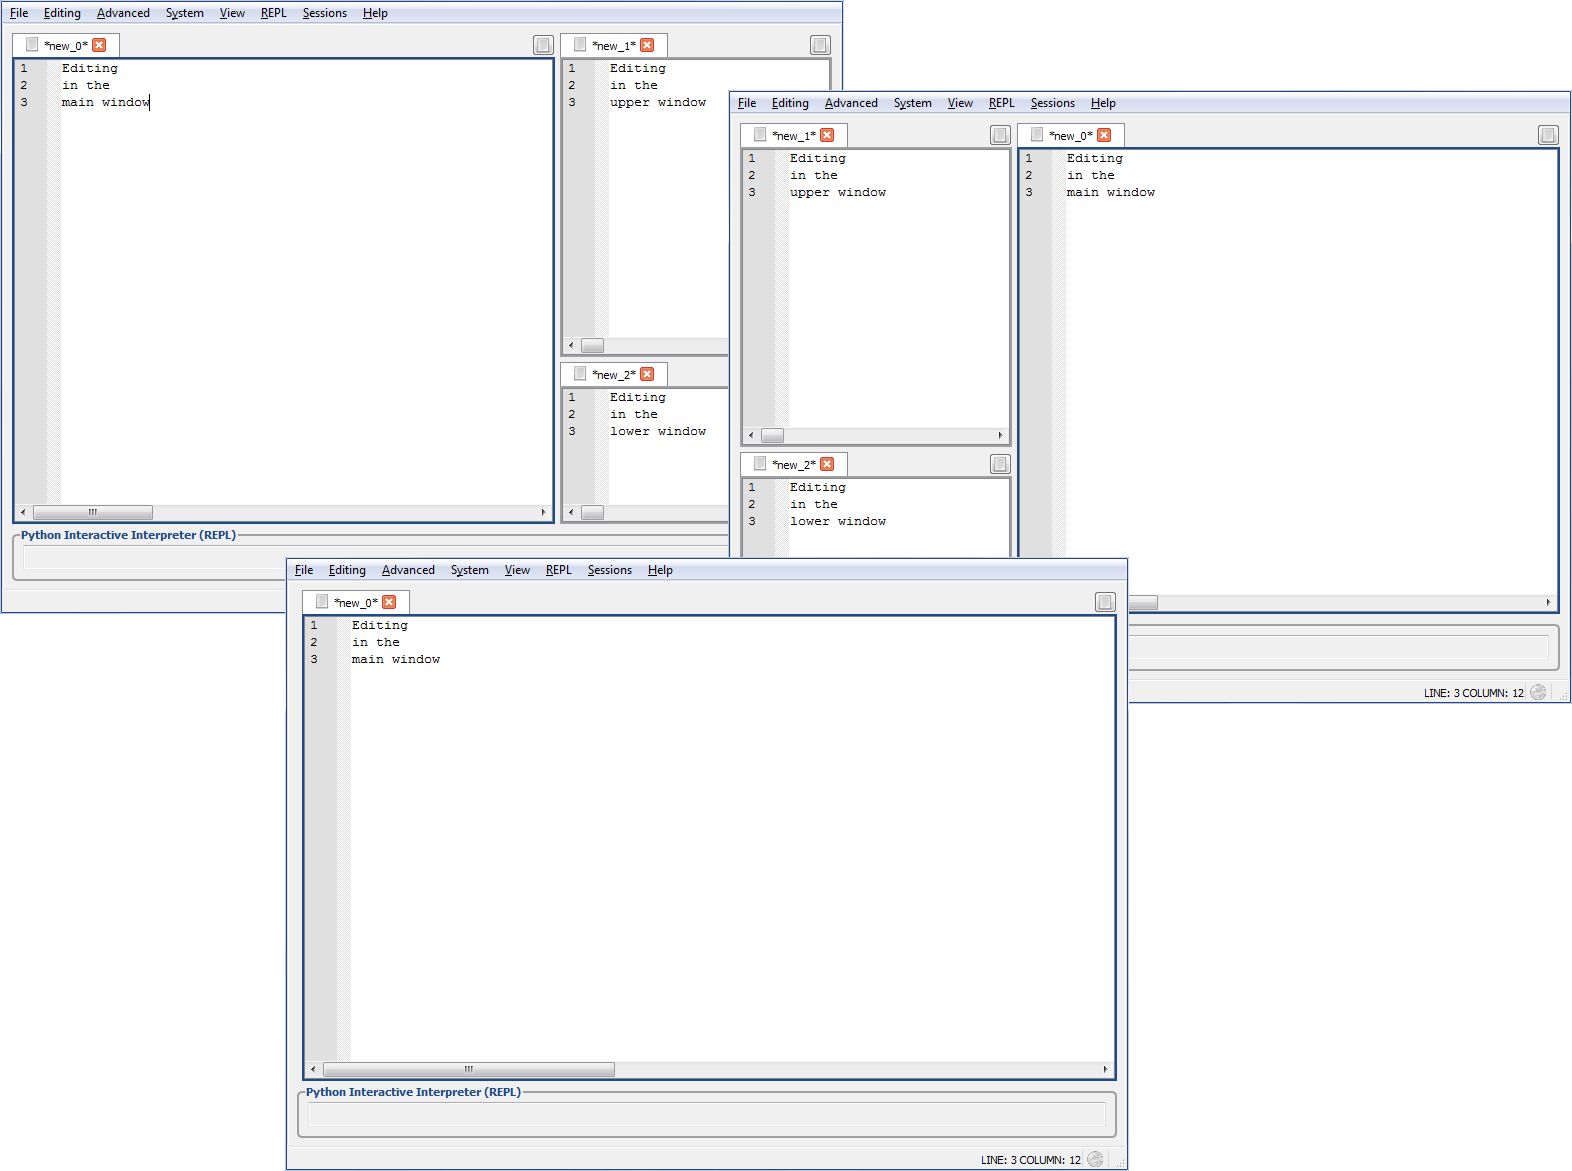 File Editing Advanced System View REPL Sessions Help
*new_0*
1 Editing
2 in the
3 main window
*new_1*
1 Editing
2 in the
3 upper window
*new_2*
1 Editing
2 in the
3 lower window
Python Interactive Interpreter (REPL)
File Editing Advanced System View REPL Sessions Help
*new_1*
1 Editing
2 in the
3 upper window
*new_2*
1 Editing
2 in the
3 lower window
*new_0*
1 Editing
2 in the
3 main window
LINE: 3 COLUMN: 12
File Editing Advanced System View REPL Sessions Help
*new_0*
1 Editing
2 in the
3 main window
Python Interactive Interpreter (REPL)
LINE: 3 COLUMN: 12